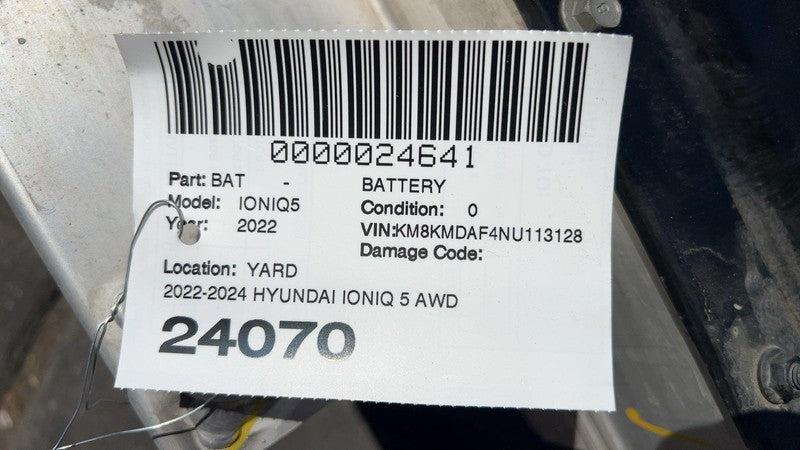 0000024641
Part: BAT - BATTERY
Model: IONIQ5 Condition: 0
Year: 2022 VIN:KM8KMDAF4NU113128
Damage Code:
Location: YARD
2022-2024 HYUNDAI IONIQ 5 AWD
24070